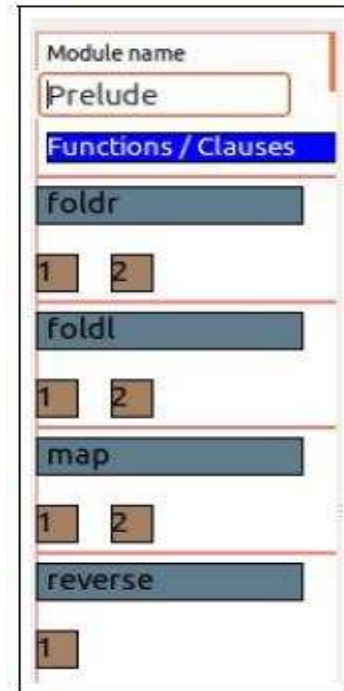 Module name
Prelude
Functions / Clauses
foldr
1 2
foldl
1 2
map
1 2
reverse
1